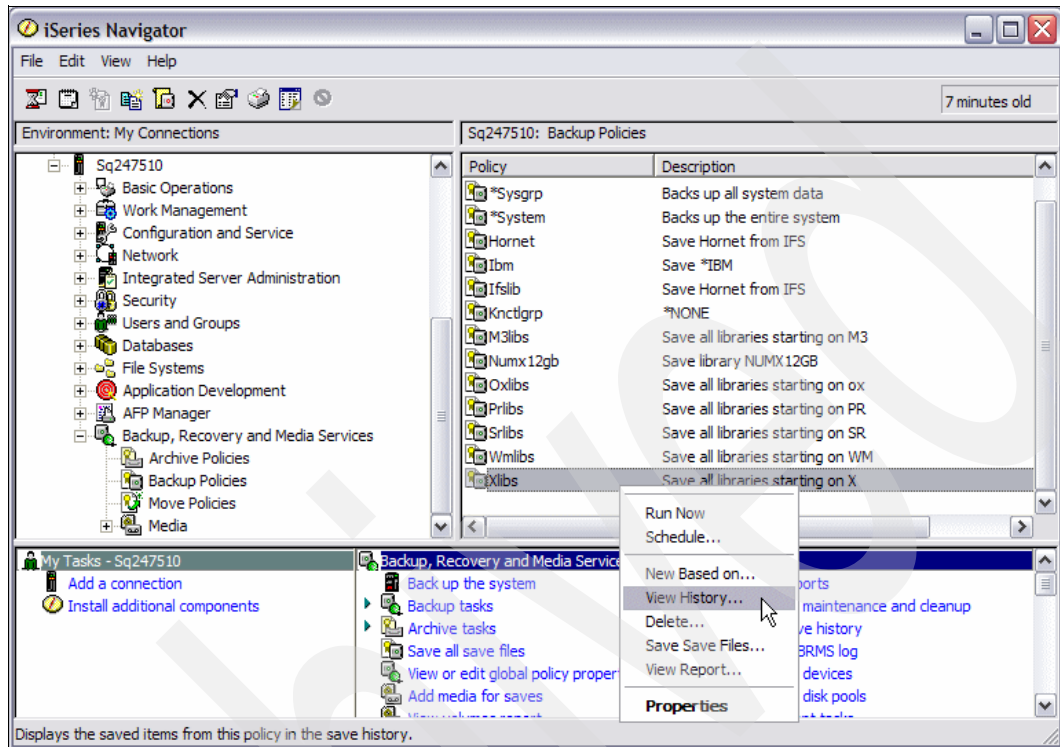 iSeries Navigator
File Edit View Help
7 minutes old
Environment: My Connections
Sq247510: Backup Policies
Sq247510
Basic Operations
Work Management
Configuration and Service
Network
Integrated Server Administration
Security
Users and Groups
Databases
File Systems
Application Development
AFP Manager
Backup, Recovery and Media Services
Archive Policies
Backup Policies
Move Policies
Media
Policy Description
*Sysgrp Backs up all system data
*System Backs up the entire system
Hornet Save Hornet from IFS
Ibm Save *IBM
Ifslib Save Hornet from IFS
Knctlgrp *NONE
M3libs Save all libraries starting on M3
Numx12gb Save library NUMX12GB
Oxlibs Save all libraries starting on ox
Prlibs Save all libraries starting on PR
Srlibs Save all libraries starting on SR
Wmlibs Save all libraries starting on WM
Xlibs Save all libraries starting on X
Run Now
Schedule...
New Based on...
View History...
Delete...
Save Save Files...
View Report...
Properties
My Tasks - Sq247510
Add a connection
Install additional components
Backup, Recovery and Media Service
Back up the system
Backup tasks
Archive tasks
Save all save files
View or edit global policy proper
Add media for saves
View volumes report
ports
maintenance and cleanup
ve history
BRMS log
devices
disk pools
Displays the saved items from this policy in the save history.